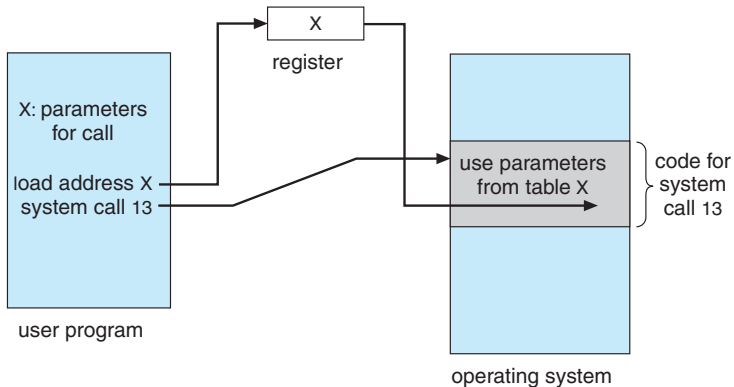 X
register
X: parameters
for call
load address X
system call 13
user program
use parameters
from table X
code for
system
call 13
operating system